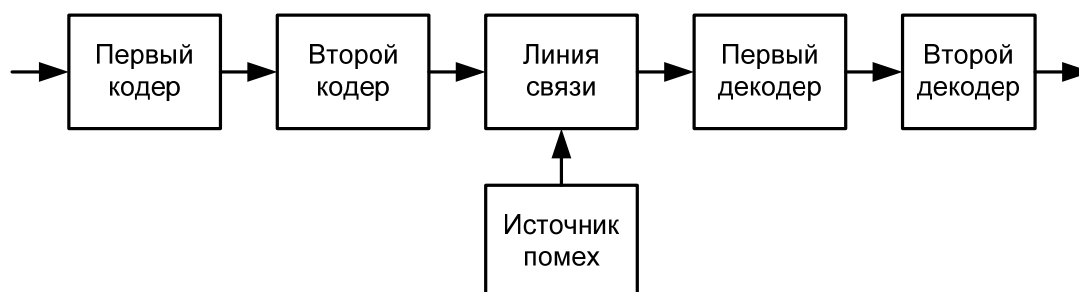 Первый
кодер
Второй
кодер
Линия
связи
Первый
декодер
Второй
декодер
Источник
помех